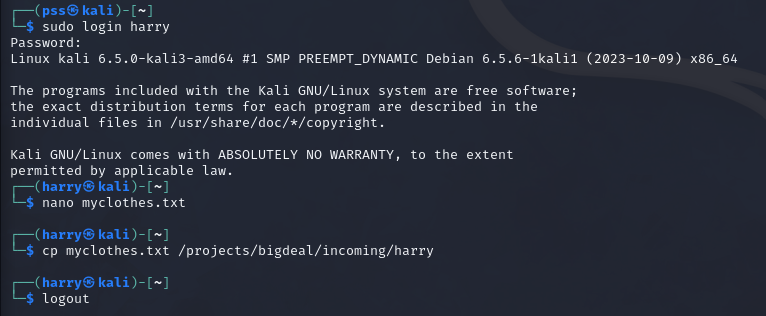 ┌──(pss㉿kali)-[~]
└─$ sudo login harry
Password:
Linux kali 6.5.0-kali3-amd64 #1 SMP PREEMPT_DYNAMIC Debian 6.5.6-1kali1 (2023-10-09) x86_64

The programs included with the Kali GNU/Linux system are free software;
the exact distribution terms for each program are described in the
individual files in /usr/share/doc/*/copyright.

Kali GNU/Linux comes with ABSOLUTELY NO WARRANTY, to the extent
permitted by applicable law.
┌──(harry㉿kali)-[~]
└─$ nano myclothes.txt

┌──(harry㉿kali)-[~]
└─$ cp myclothes.txt /projects/bigdeal/incoming/harry

┌──(harry㉿kali)-[~]
└─$ logout